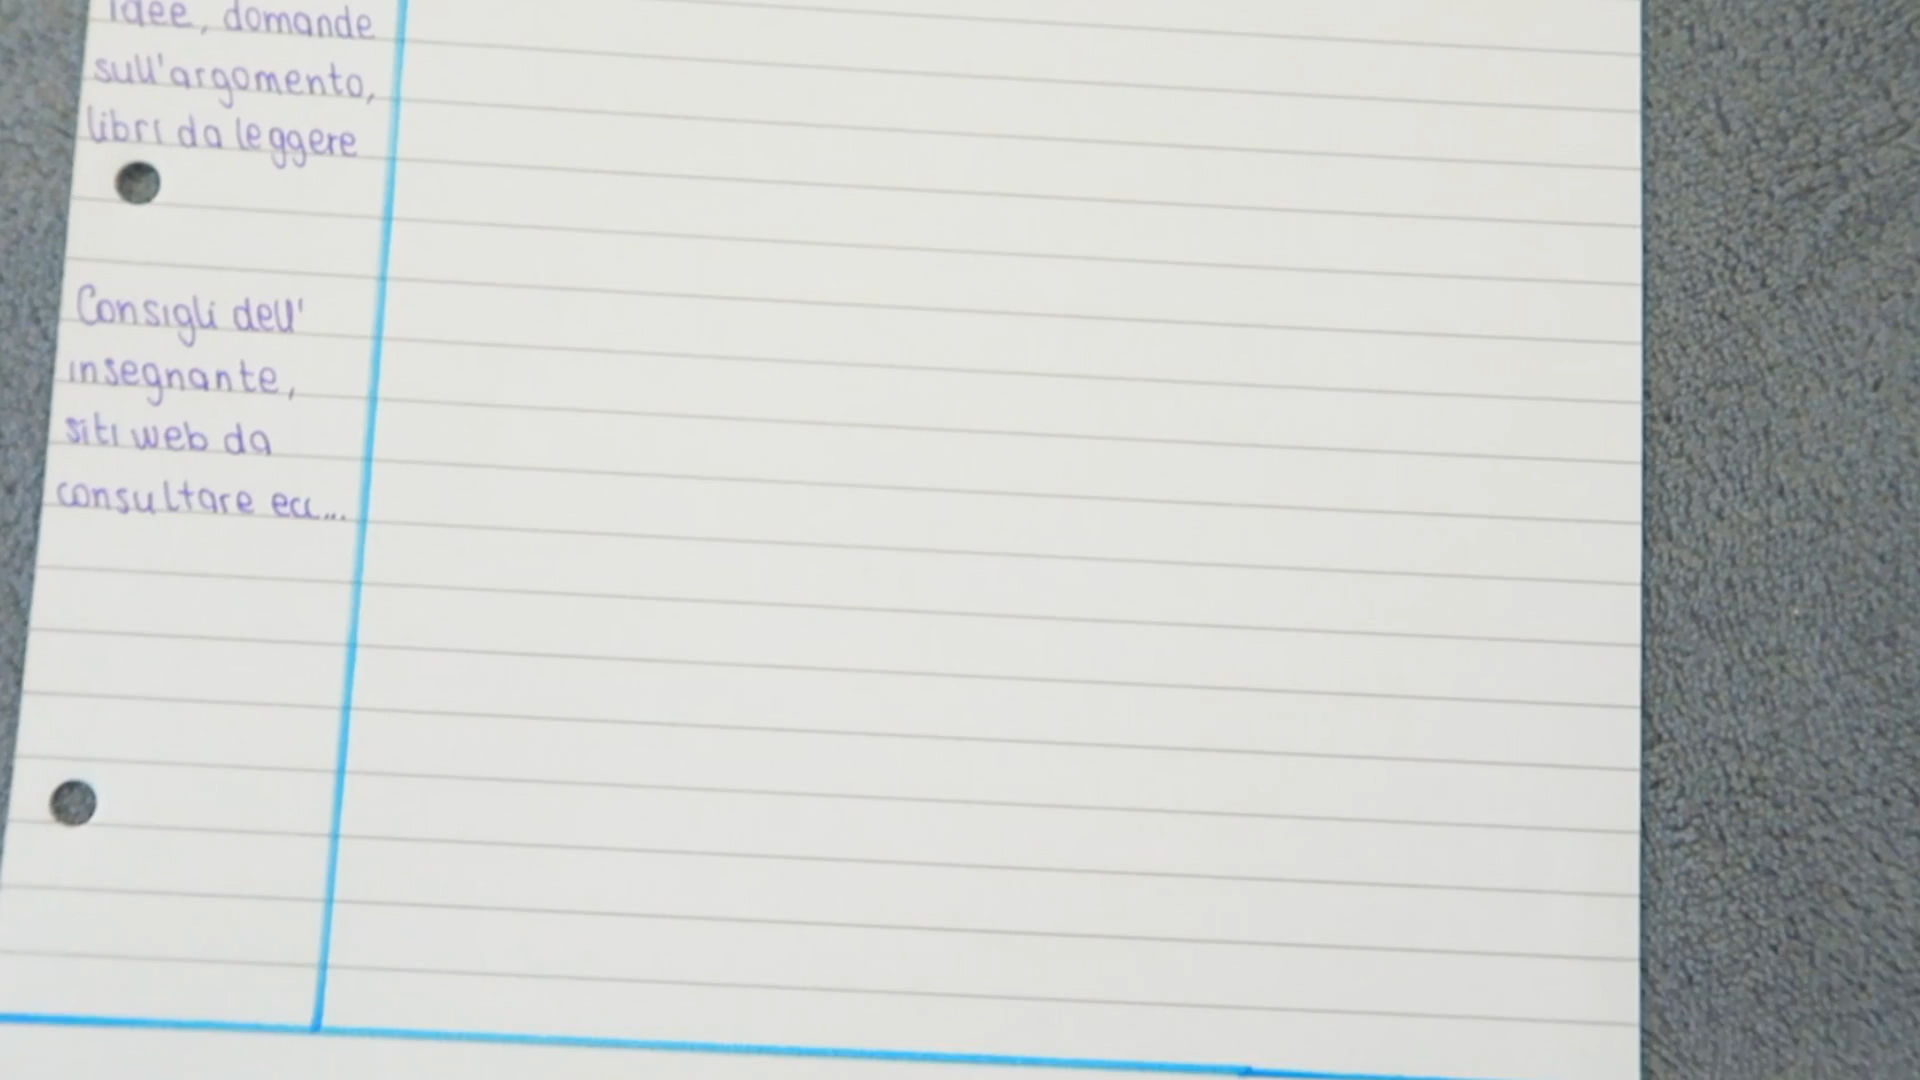 idee, domande
sull'argomento,
libri da leggere
Consigli dell'
insegnante,
siti web da
consultare ecc...